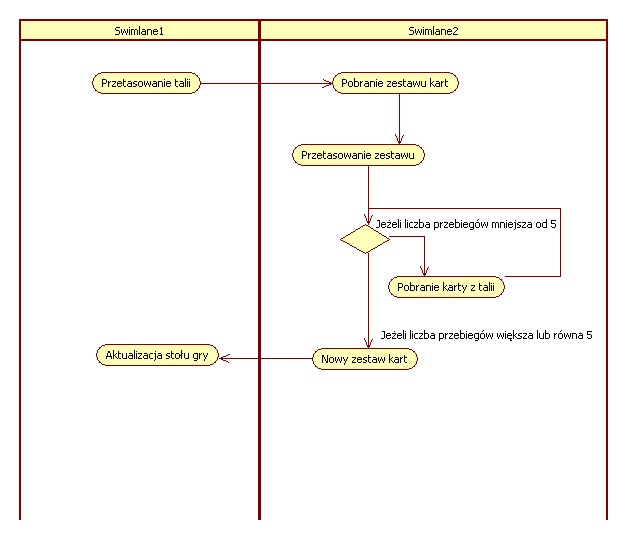 Swimlane1
Swimlane2
Przetasowanie talii
Pobranie zestawu kart
Przetasowanie zestawu
Jeżeli liczba przebiegów mniejsza od 5
Pobranie karty z talii
Jeżeli liczba przebiegów większa lub równa 5
Aktualizacja stołu gry
Nowy zestaw kart